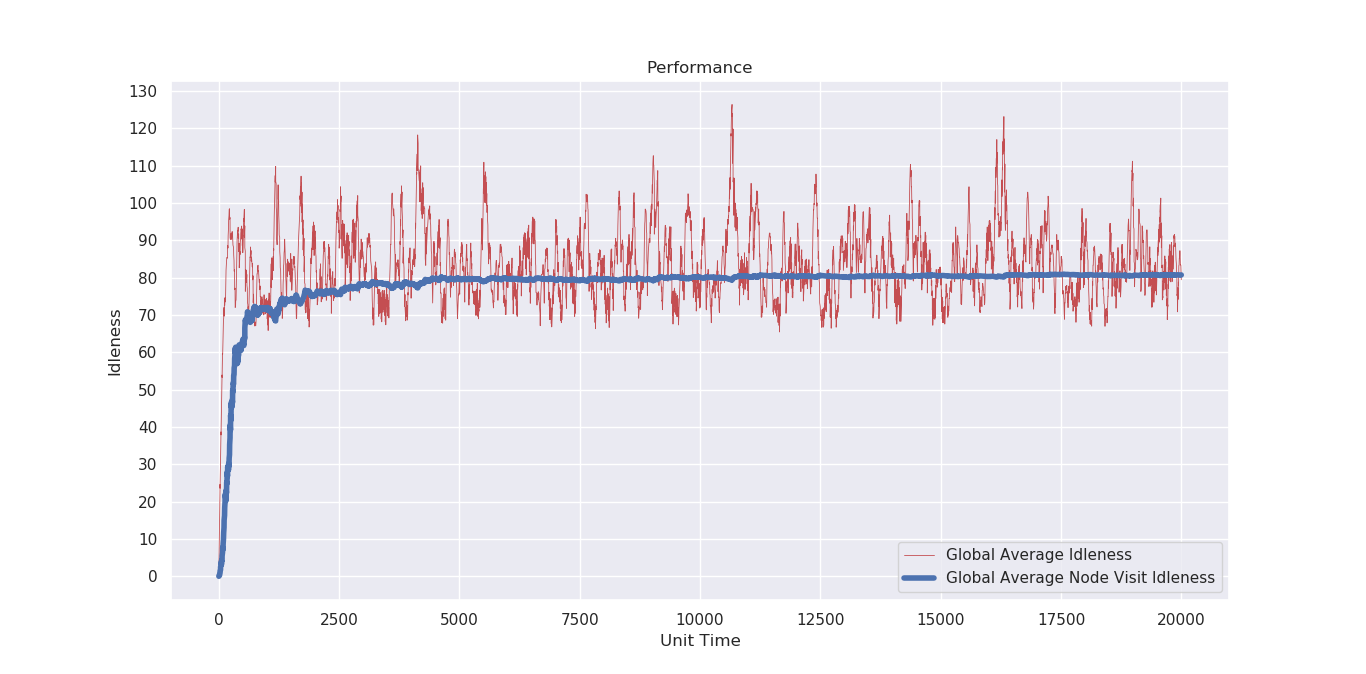 Performance
130
120
110
100
90
80
70
60
50
40
30
20
10
0
Idleness
Global Average Idleness
Global Average Node Visit Idleness
0 2500 5000 7500 10000 12500 15000 17500 20000
Unit Time